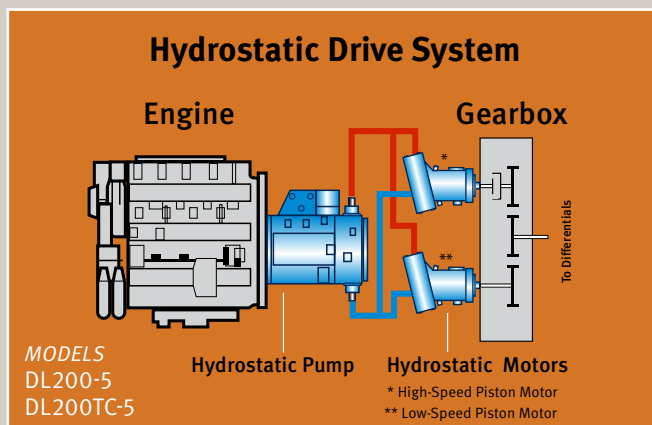 Hydrostatic Drive System
Engine
Gearbox
*
**
To Differentials
Hydrostatic Pump
Hydrostatic Motors
* High-Speed Piston Motor
** Low-Speed Piston Motor
MODELS
DL200-5
DL200TC-5